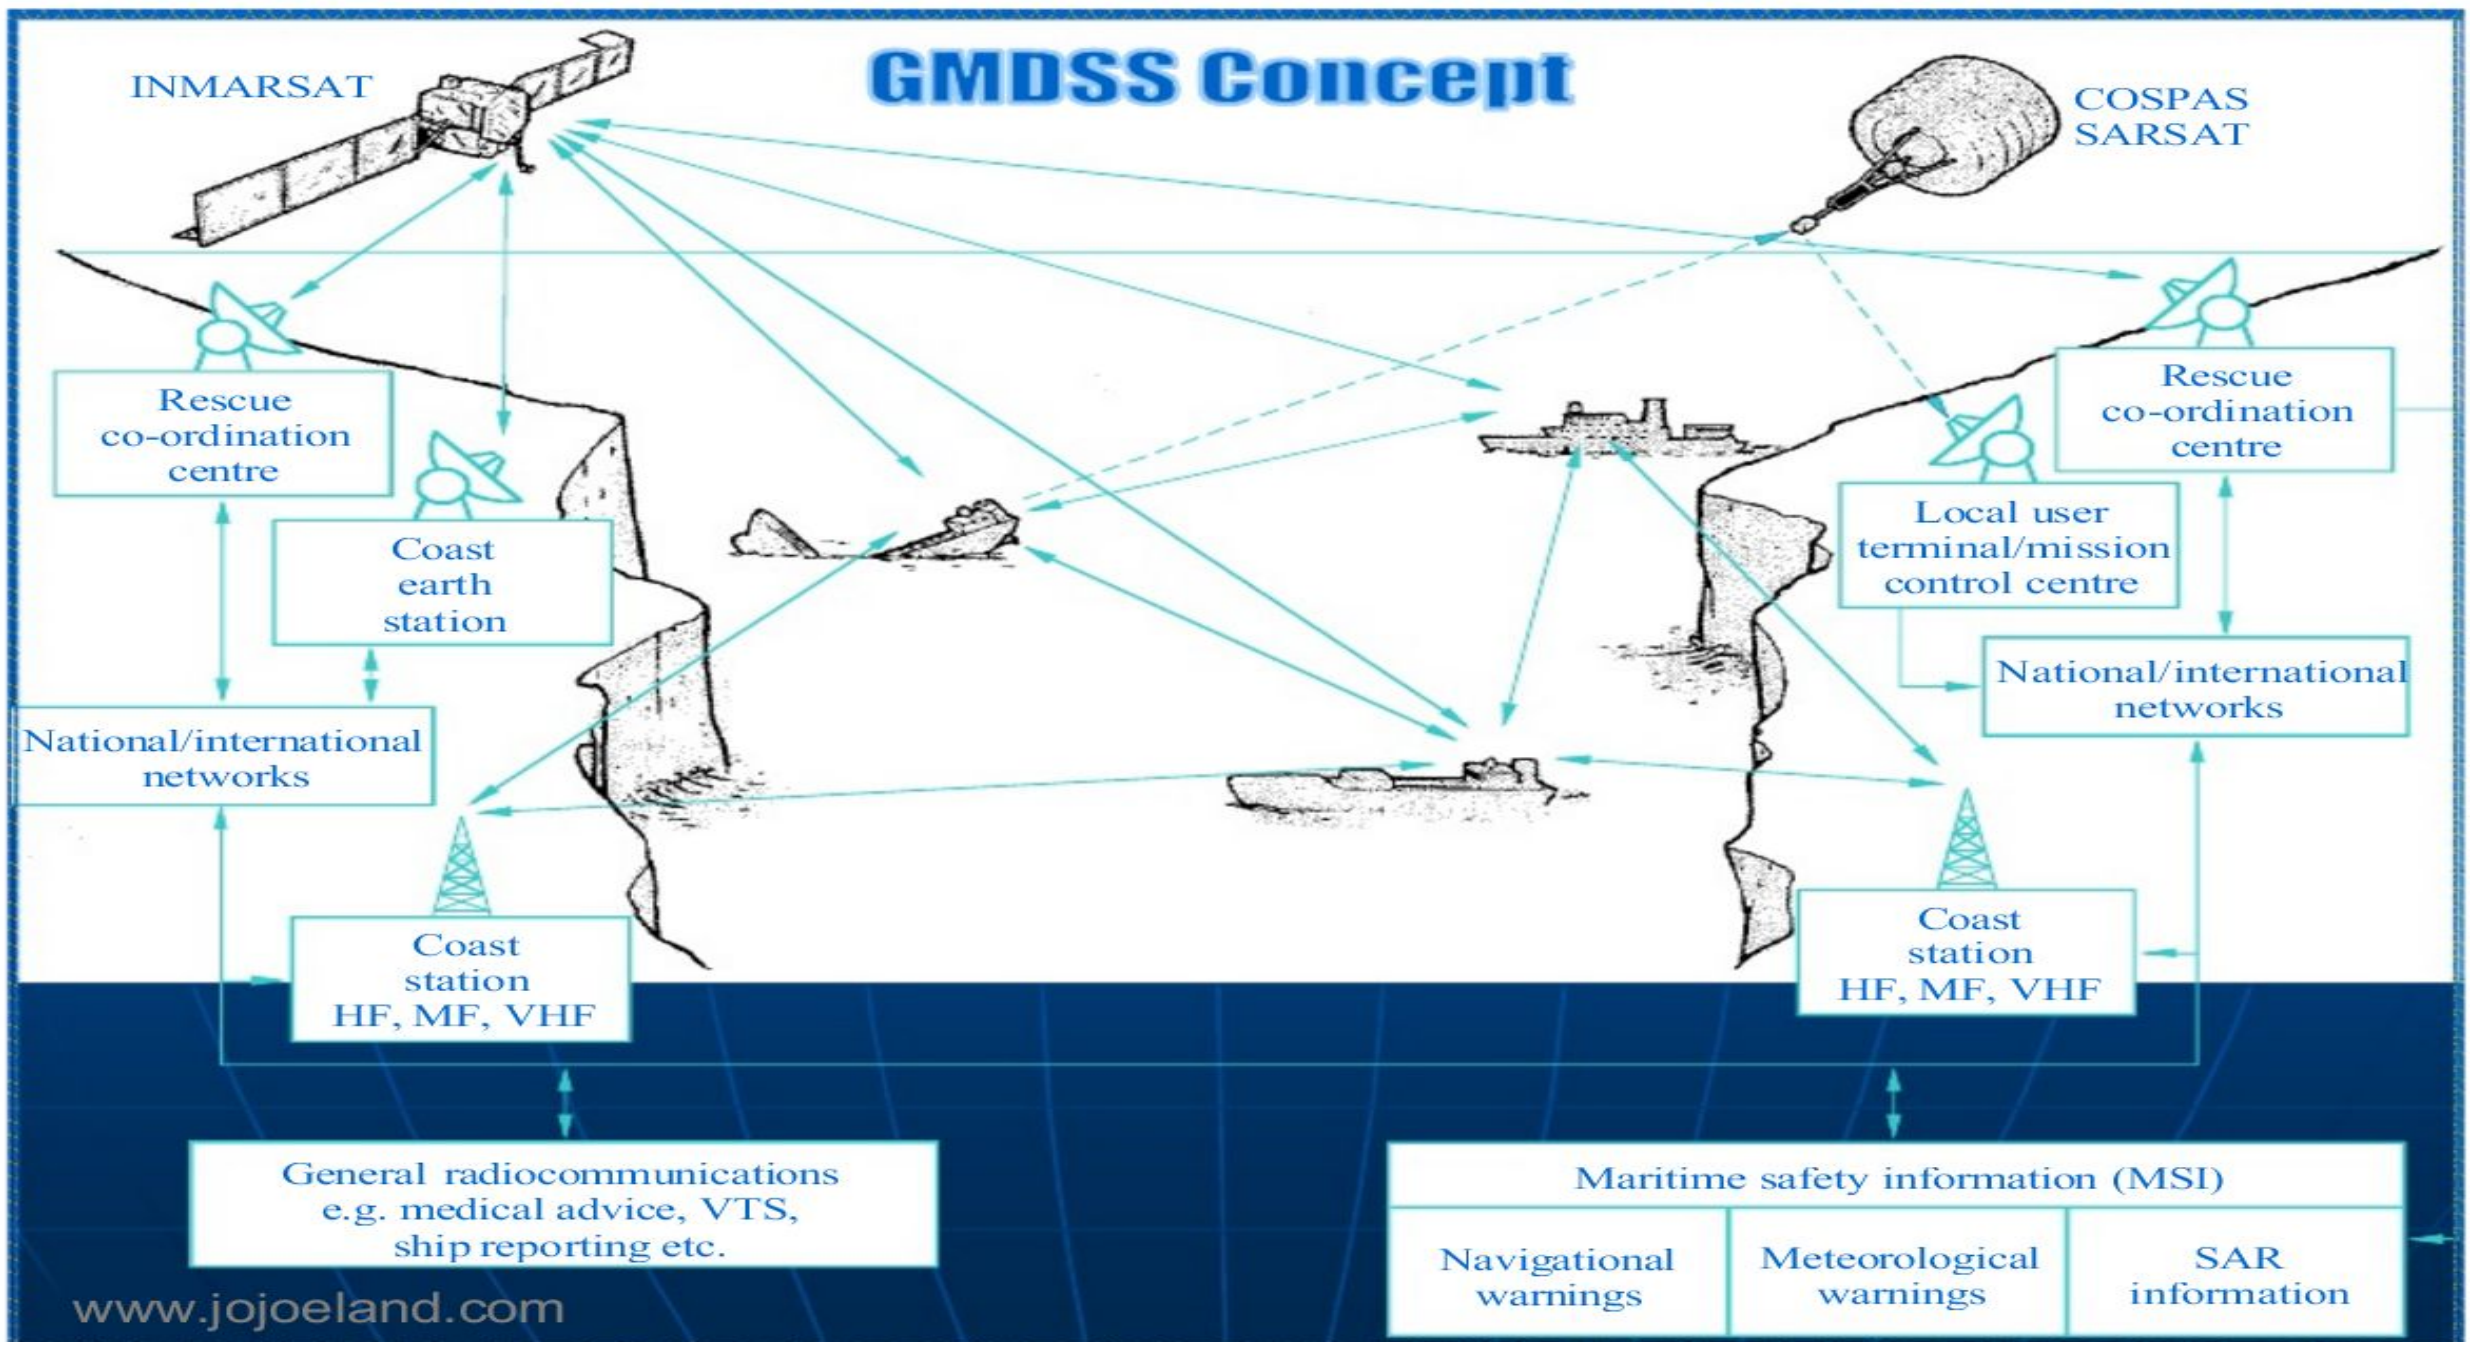 GMDSS Concept
INMARSAT
COSPAS
SARSAT
Rescue
co-ordination
centre
Coast
earth
station
National/international
networks
Coast
station
HF, MF, VHF
Rescue
co-ordination
centre
Local user
terminal/mission
control centre
National/international
networks
Coast
station
HF, MF, VHF
General radiocommunications
e.g. medical advice, VTS,
ship reporting etc.
Maritime safety information (MSI)
Navigational
warnings
Meteorological
warnings
SAR
information
www.jojoeland.com